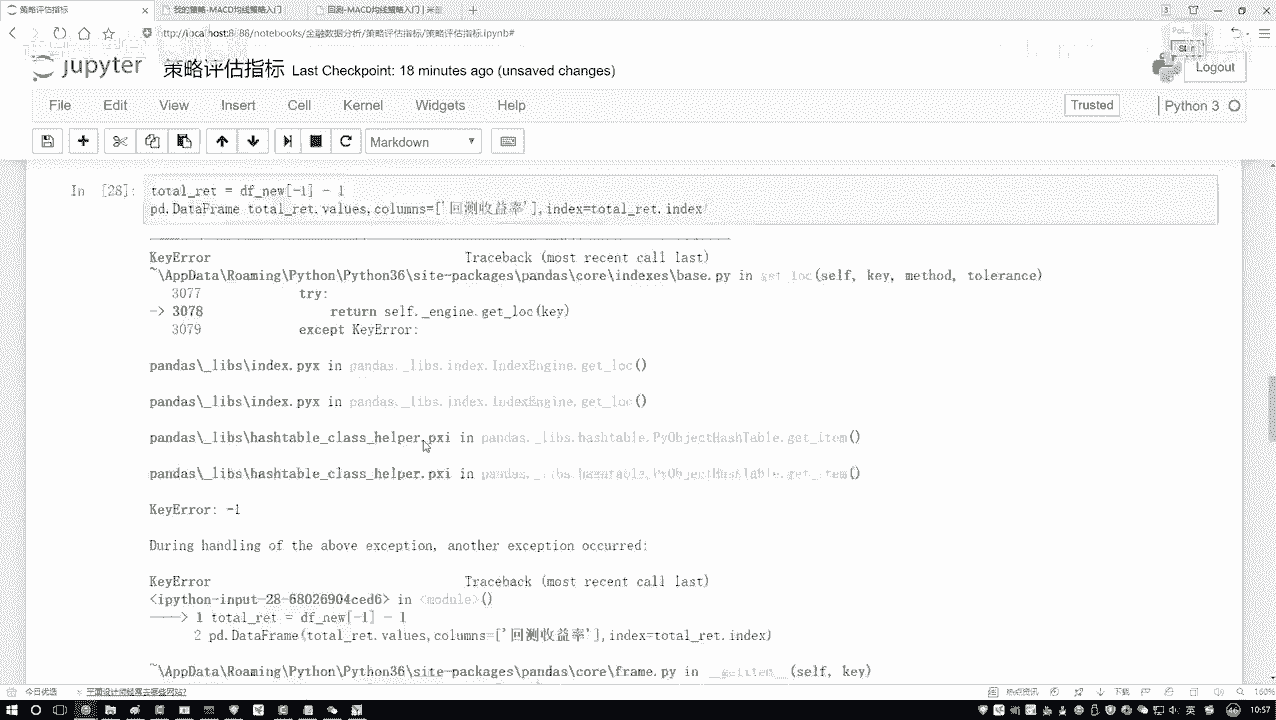 策略评估指标
我的策略-MACD均线策略入门
回测-MACD均线策略入门 | 米筐
ttp://localhost:8888/notebooks/金融数据分析/策略评估指标/策略评估指标.ipynb#
jupyter 策略评估指标 Last Checkpoint: 18 minutes ago (unsaved changes)
Logout
File Edit View Insert Cell Kernel Widgets Help
Trusted
Python 3
Markdown
In [28]: total_ret = df_new[-1] - 1
pd.DataFrame total_ret.values,columns=['回测收益率'],index=total_ret.index
KeyError Traceback (most recent call last)
~\AppData\Roaming\Python\Python36\site-packages\pandas\core\indexes\base.py in get_loc(self, key, method, tolerance)
3077 try:
-> 3078 return self._engine.get_loc(key)
3079 except KeyError:
pandas\_libs\index.pyx in pandas._libs.index.IndexEngine.get_loc()
pandas\_libs\index.pyx in pandas._libs.index.IndexEngine.get_loc()
pandas\_libs\hashtable_class_helper.pxi in pandas._libs.hashtable.PyObjectHashTable.get_item()
pandas\_libs\hashtable_class_helper.pxi in pandas._libs.hashtable.PyObjectHashTable.get_item()
KeyError: -1
During handling of the above exception, another exception occurred:
KeyError Traceback (most recent call last)
<ipython-input-28-68026904ced6> in <module>()
----> 1 total_ret = df_new[-1] - 1
2 pd.DataFrame(total_ret.values,columns=['回测收益率'],index=total_ret.index)
~\AppData\Roaming\Python\Python36\site-packages\pandas\core\frame.py in __getitem__(self, key)
今日优选
热点资讯
下载
160%
英
10:57